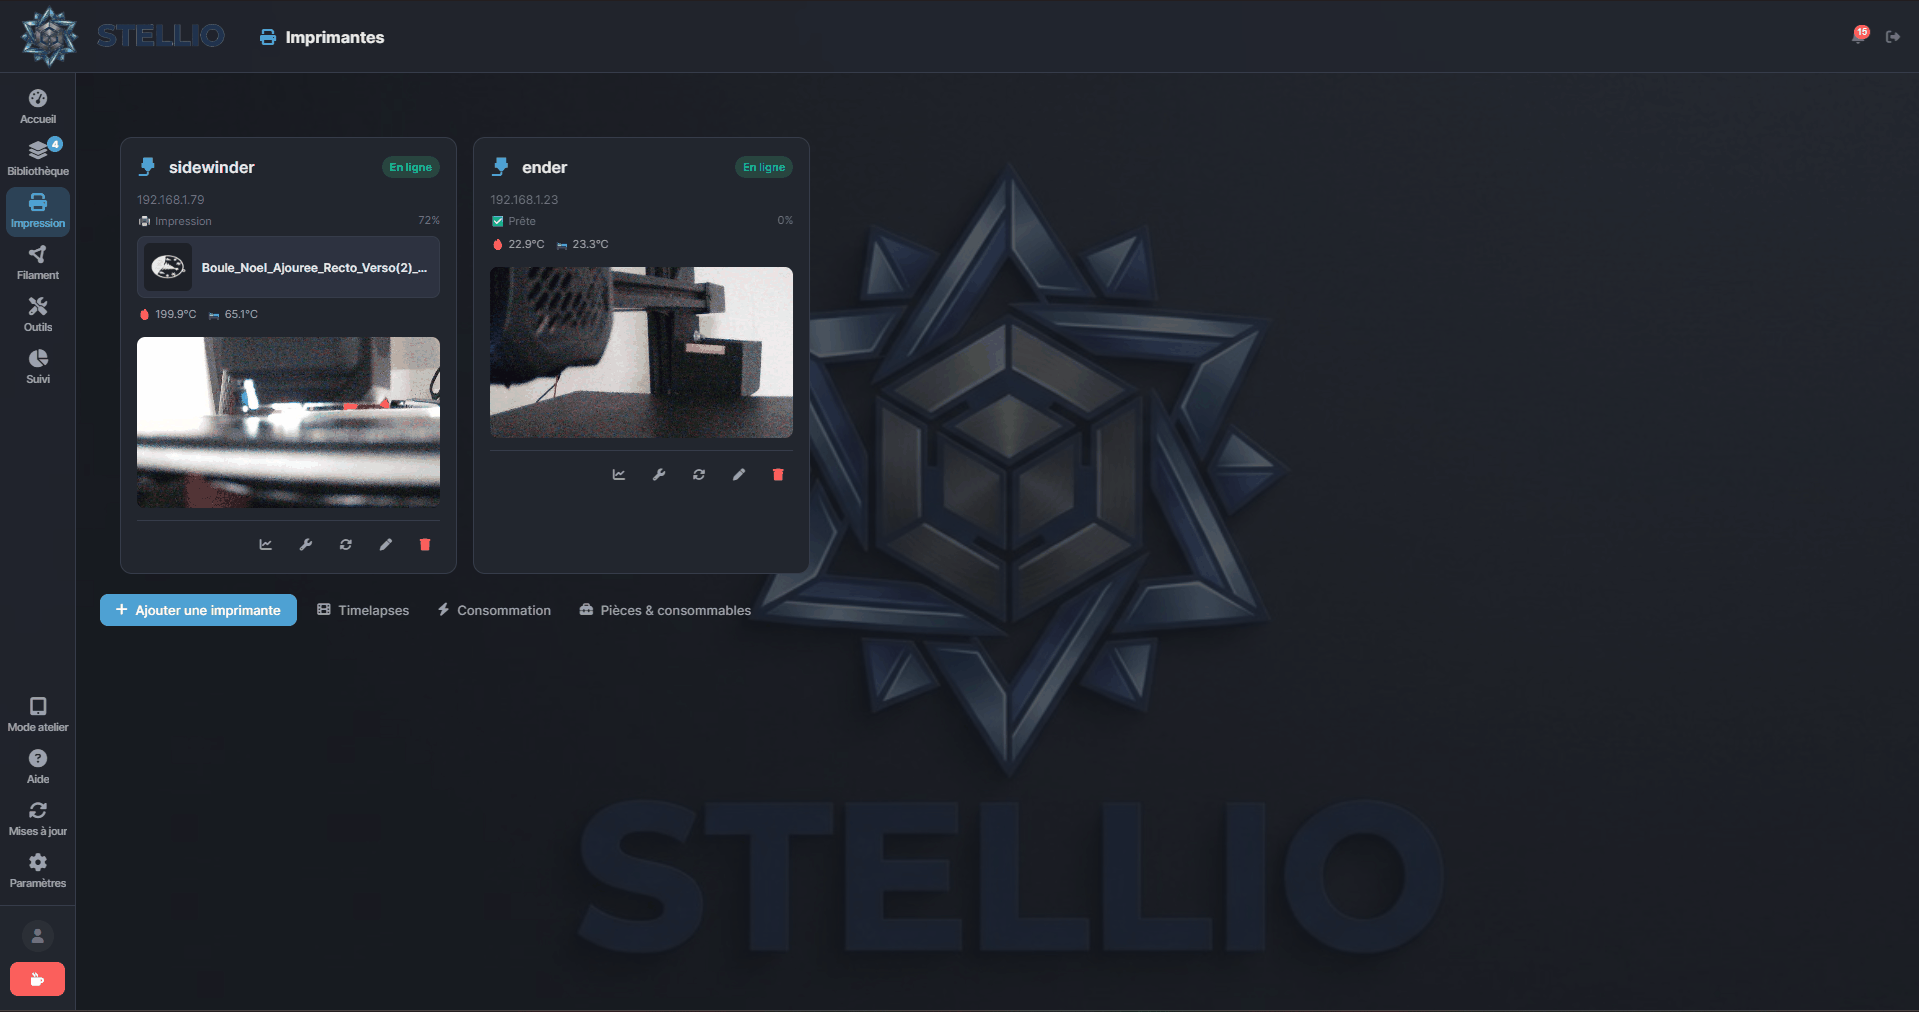 STELLIO
Imprimantes
15
Accueil
4
Bibliothèque
Impression
Filament
Outils
Suivi
Mode atelier
Aide
Mises à jour
Paramètres
sidewinder
En ligne
192.168.1.79
Impression
72%
Boule_Noel_Ajouree_Recto_Verso(2)_...
199.9°C
65.1°C
ender
En ligne
192.168.1.23
Prête
0%
22.9°C
23.3°C
+ Ajouter une imprimante
Timelapses
Consommation
Pièces & consommables
STELLIO